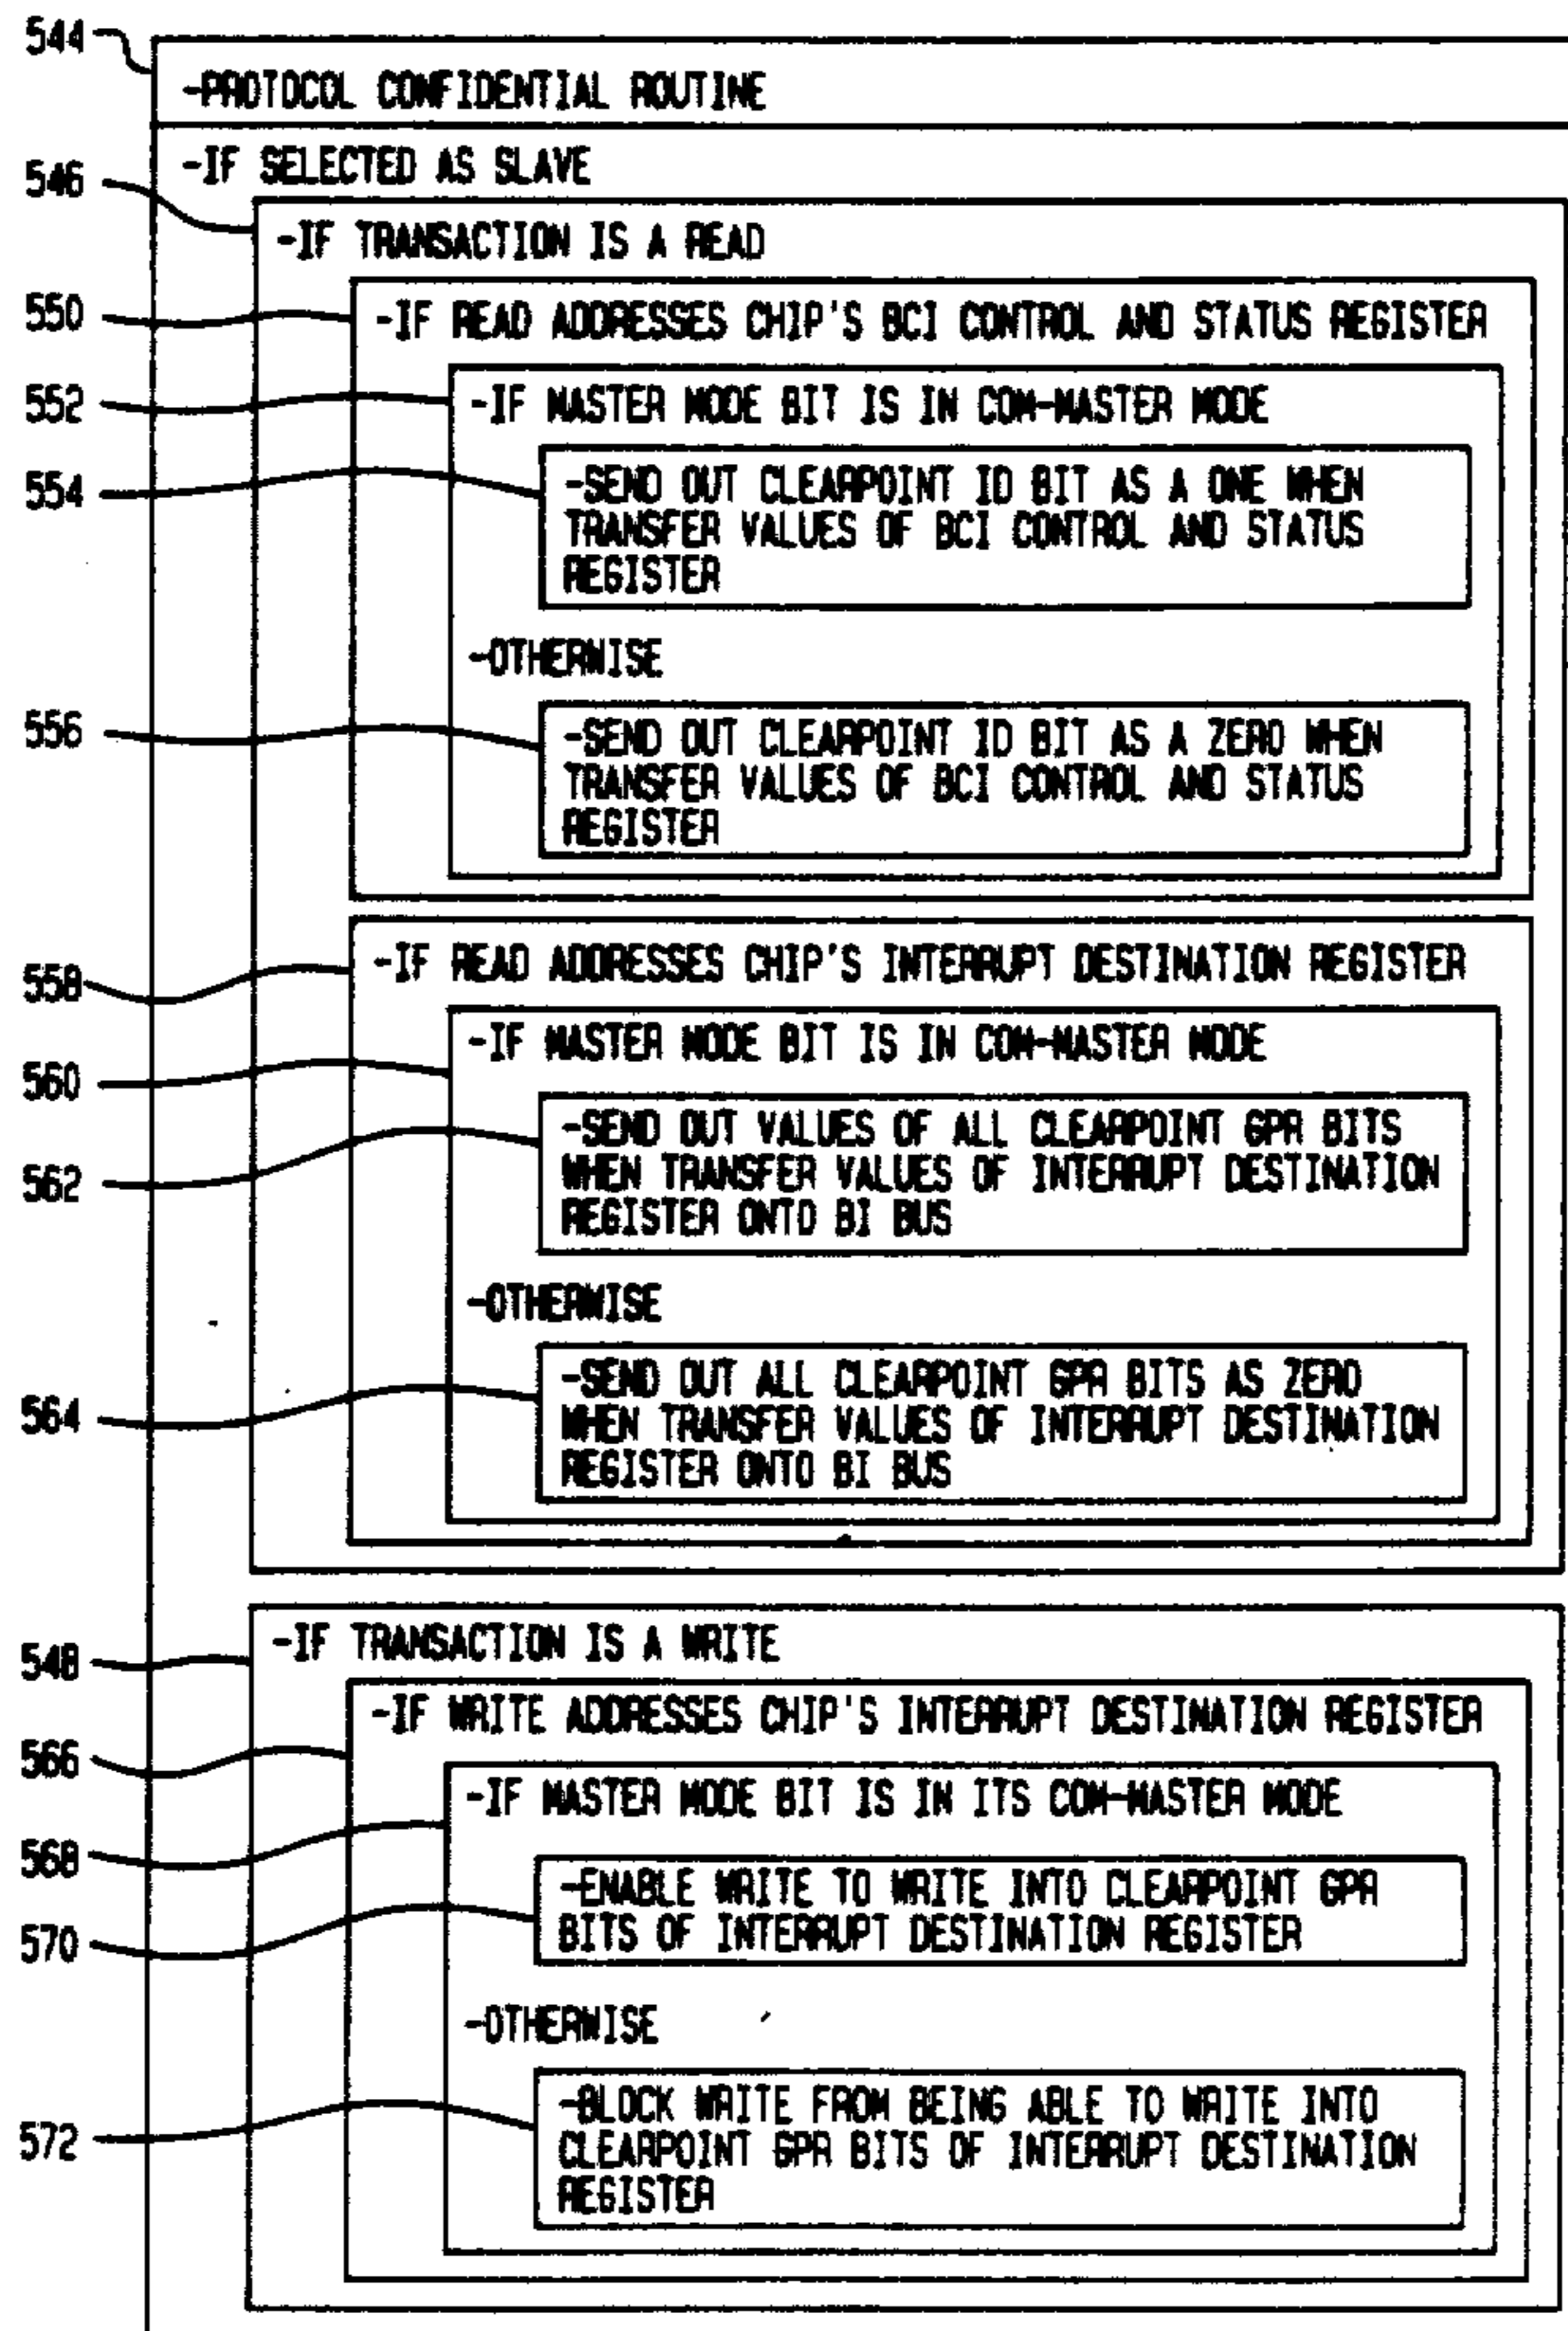 544
-PROTOCOL CONFIDENTIAL ROUTINE
-IF SELECTED AS SLAVE
546
-IF TRANSACTION IS A READ
550
-IF READ ADDRESSES CHIP'S BCI CONTROL AND STATUS REGISTER
552
-IF MASTER MODE BIT IS IN COM-MASTER MODE
554
-SEND OUT CLEARPOINT ID BIT AS A ONE WHEN
TRANSFER VALUES OF BCI CONTROL AND STATUS
REGISTER
-OTHERWISE
556
-SEND OUT CLEARPOINT ID BIT AS A ZERO WHEN
TRANSFER VALUES OF BCI CONTROL AND STATUS
REGISTER
558
-IF READ ADDRESSES CHIP'S INTERRUPT DESTINATION REGISTER
560
-IF MASTER MODE BIT IS IN COM-MASTER MODE
562
-SEND OUT VALUES OF ALL CLEARPOINT GPR BITS
WHEN TRANSFER VALUES OF INTERRUPT DESTINATION
REGISTER ONTO BI BUS
-OTHERWISE
564
-SEND OUT ALL CLEARPOINT GPR BITS AS ZERO
WHEN TRANSFER VALUES OF INTERRUPT DESTINATION
REGISTER ONTO BI BUS
548
-IF TRANSACTION IS A WRITE
566
-IF WRITE ADDRESSES CHIP'S INTERRUPT DESTINATION REGISTER
568
-IF MASTER MODE BIT IS IN ITS COM-MASTER MODE
570
-ENABLE WRITE TO WRITE INTO CLEARPOINT GPR
BITS OF INTERRUPT DESTINATION REGISTER
-OTHERWISE
572
-BLOCK WRITE FROM BEING ABLE TO WRITE INTO
CLEARPOINT GPR BITS OF INTERRUPT DESTINATION
REGISTER